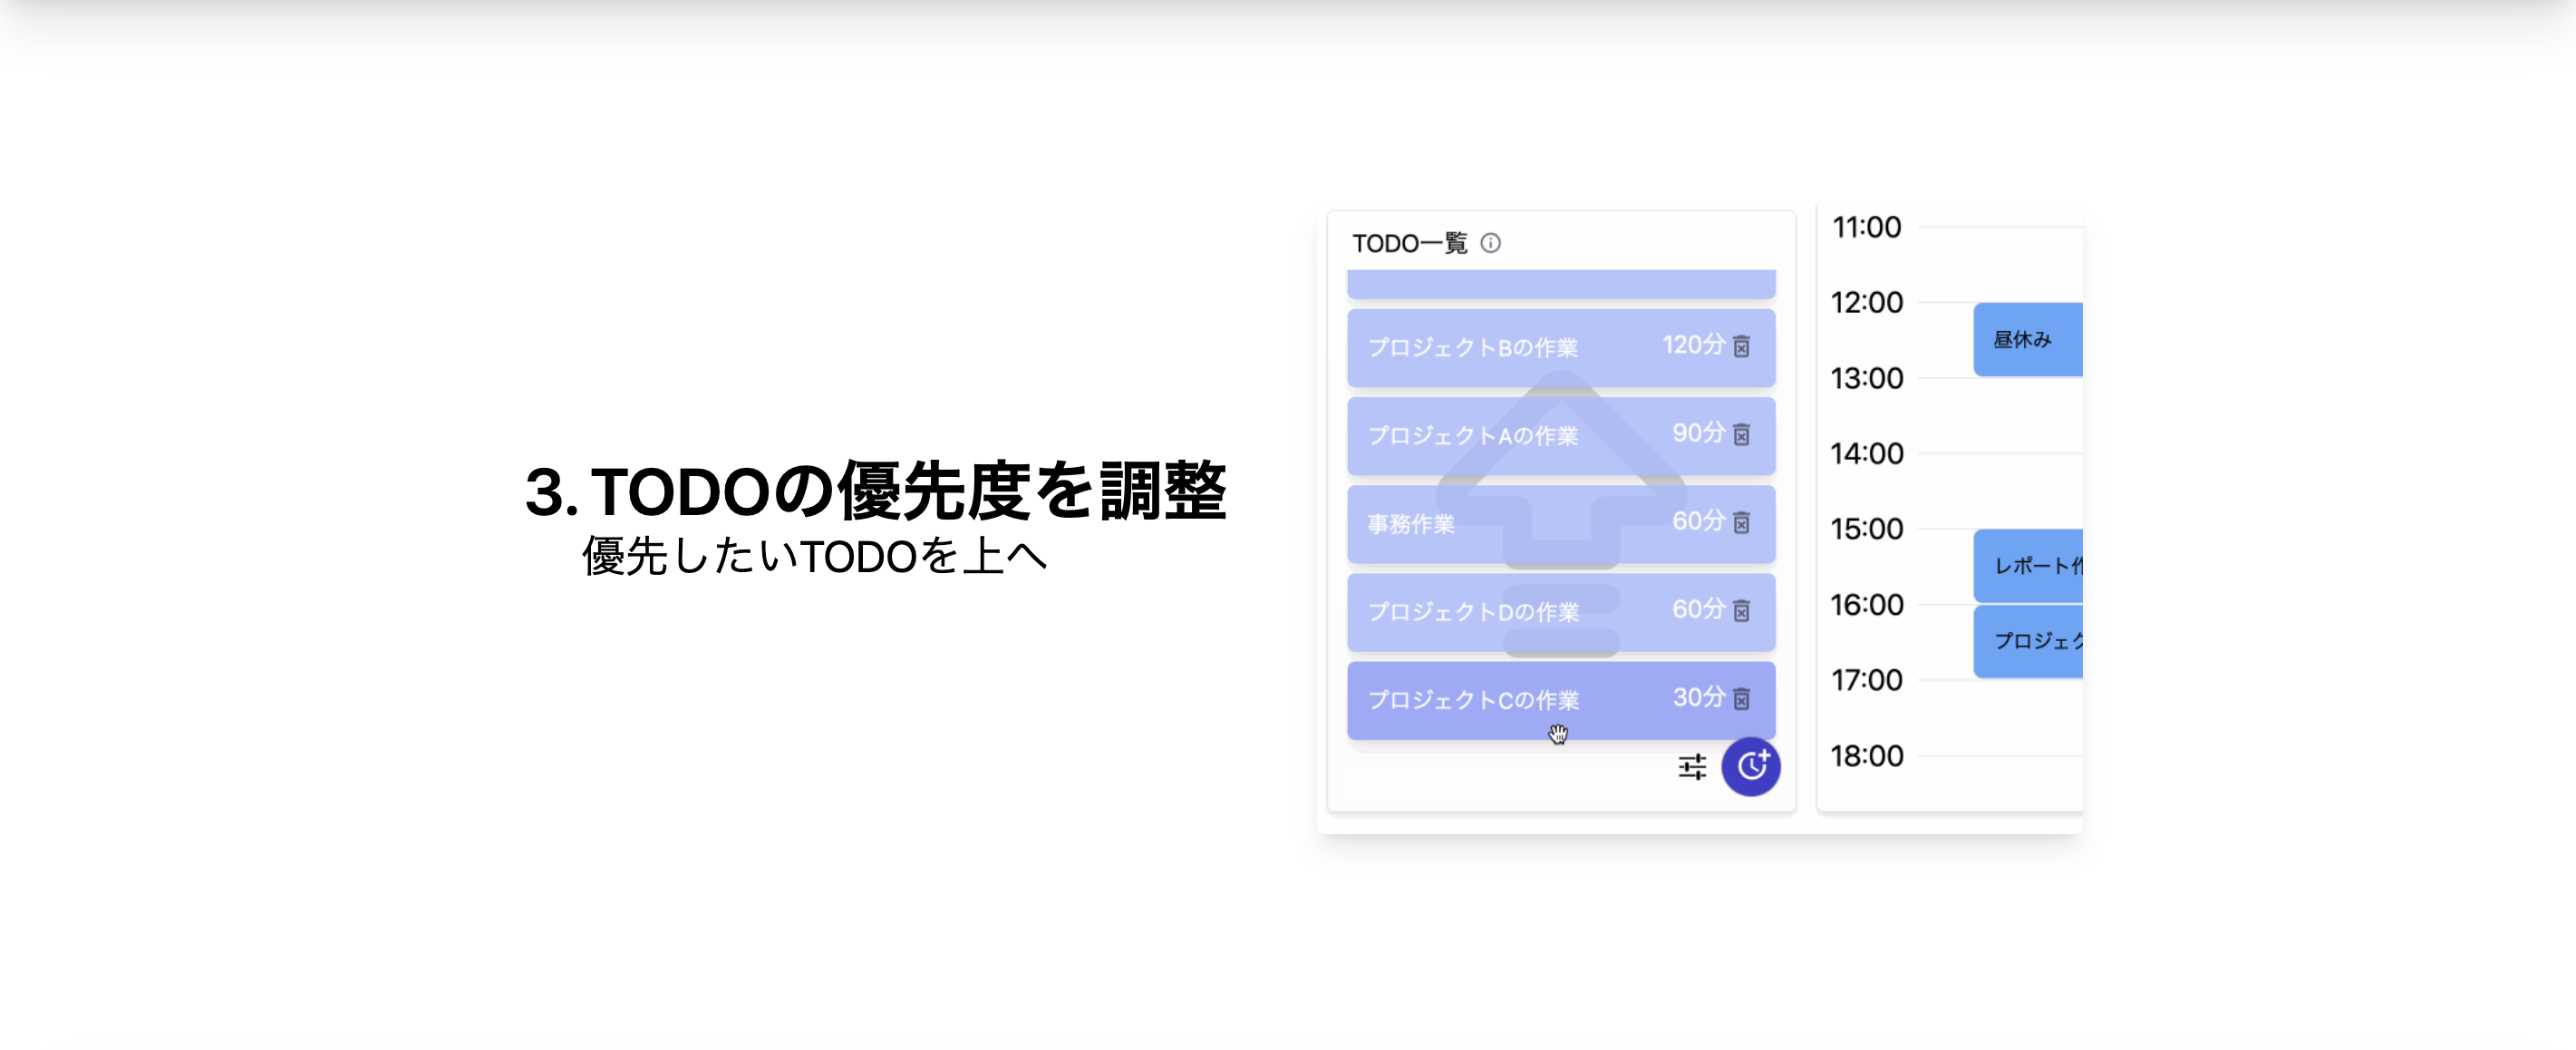 3. TODOの優先度を調整
優先したいTODOを上へ
TODO一覧
プロジェクトBの作業 120分
プロジェクトAの作業 90分
事務作業 60分
プロジェクトDの作業 60分
プロジェクトCの作業 30分
11:00
12:00
昼休み
13:00
14:00
15:00
レポート作
16:00
プロジェク
17:00
18:00